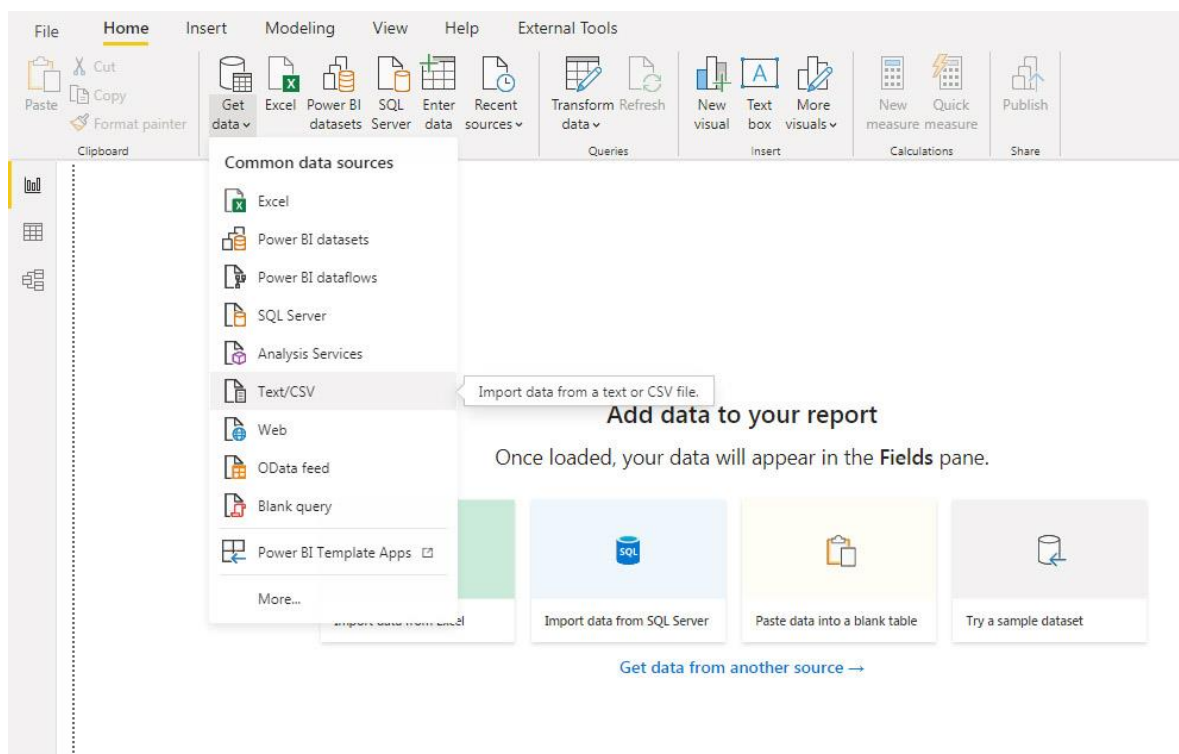 File Home Insert Modeling View Help External Tools
Paste
Cut
Copy
Format painter
Clipboard
Get data
Excel
Power BI datasets
SQL Server
Enter data
Recent sources
Transform data
Refresh
Queries
New visual
Text box
More visuals
Insert
New measure
Quick measure
Calculations
Publish
Share
Common data sources
Excel
Power BI datasets
Power BI dataflows
SQL Server
Analysis Services
Text/CSV
Import data from a text or CSV file.
Web
OData feed
Blank query
Power BI Template Apps
More...
Add data to your report
Once loaded, your data will appear in the Fields pane.
SQL
Import data from Excel
Import data from SQL Server
Paste data into a blank table
Try a sample dataset
Get data from another source →